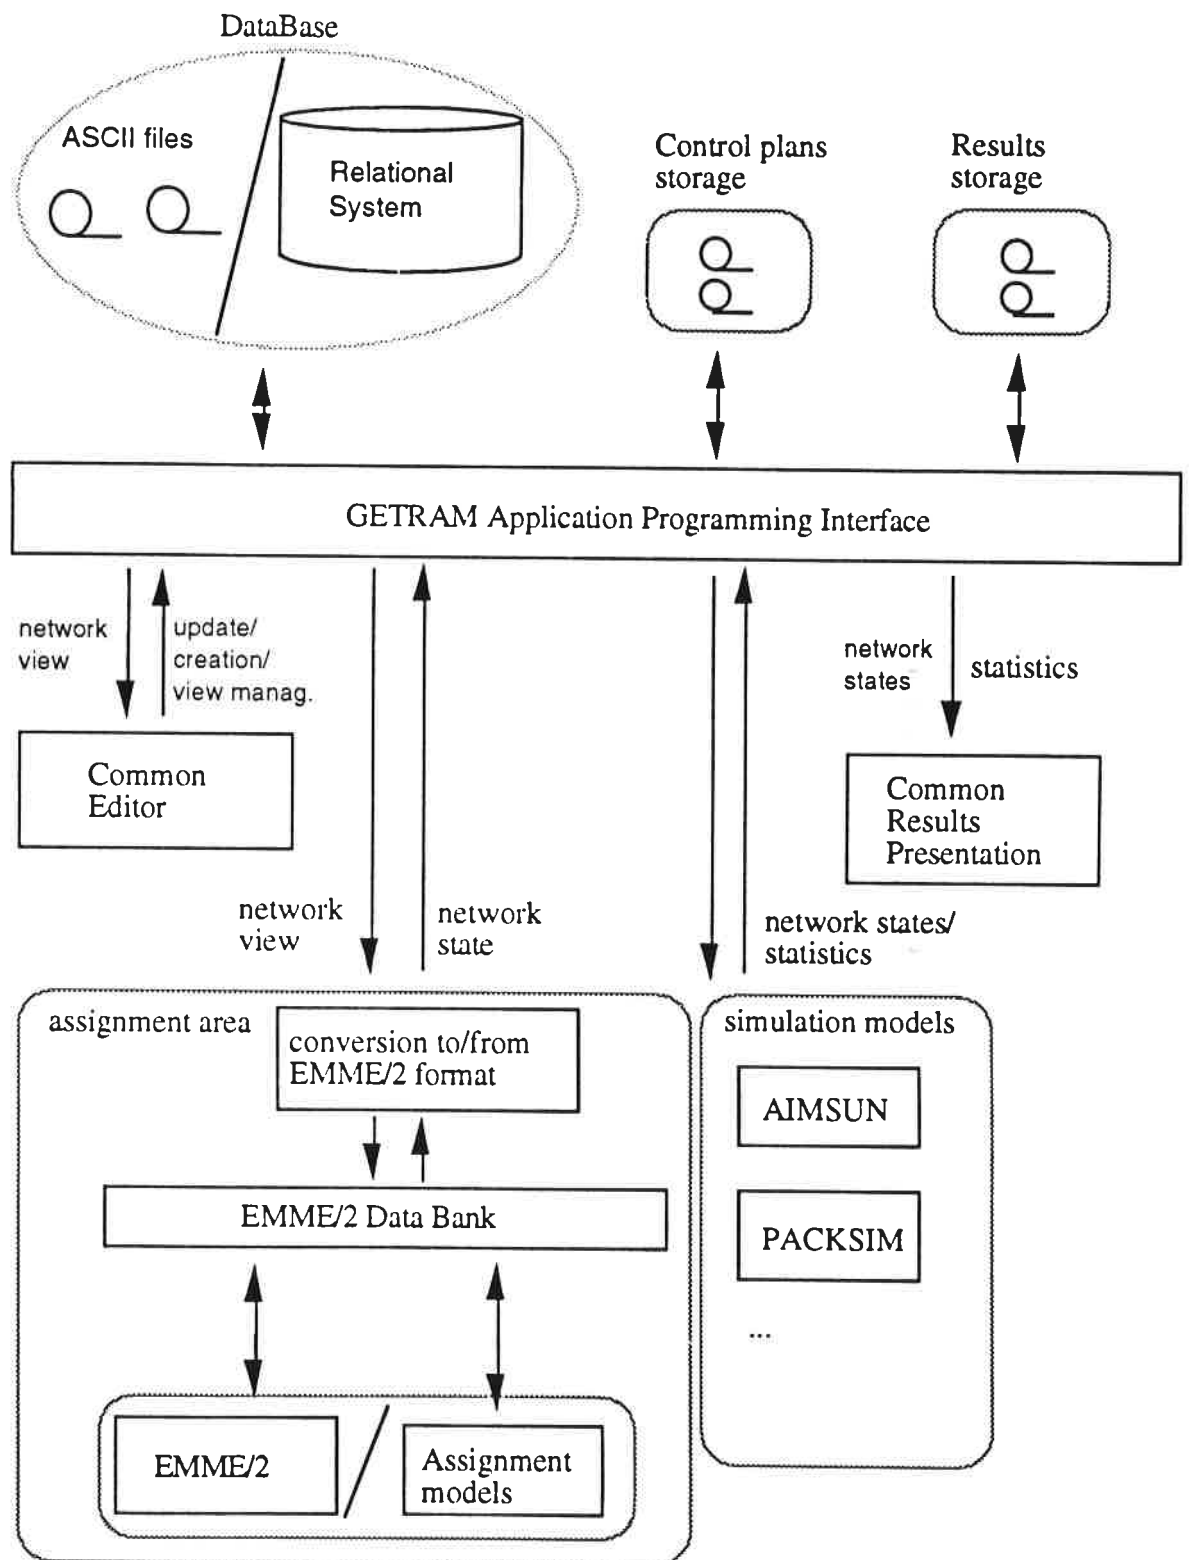 DataBase
ASCII files
Relational
System
Control plans
storage
Results
storage
GETRAM Application Programming Interface
network
view
update/
creation/
view manag.
network
states
statistics
Common
Editor
Common
Results
Presentation
network
view
network
state
network states/
statistics
assignment area
conversion to/from
EMME/2 format
simulation models
AIMSUN
EMME/2 Data Bank
PACKSIM
...
EMME/2
Assignment
models